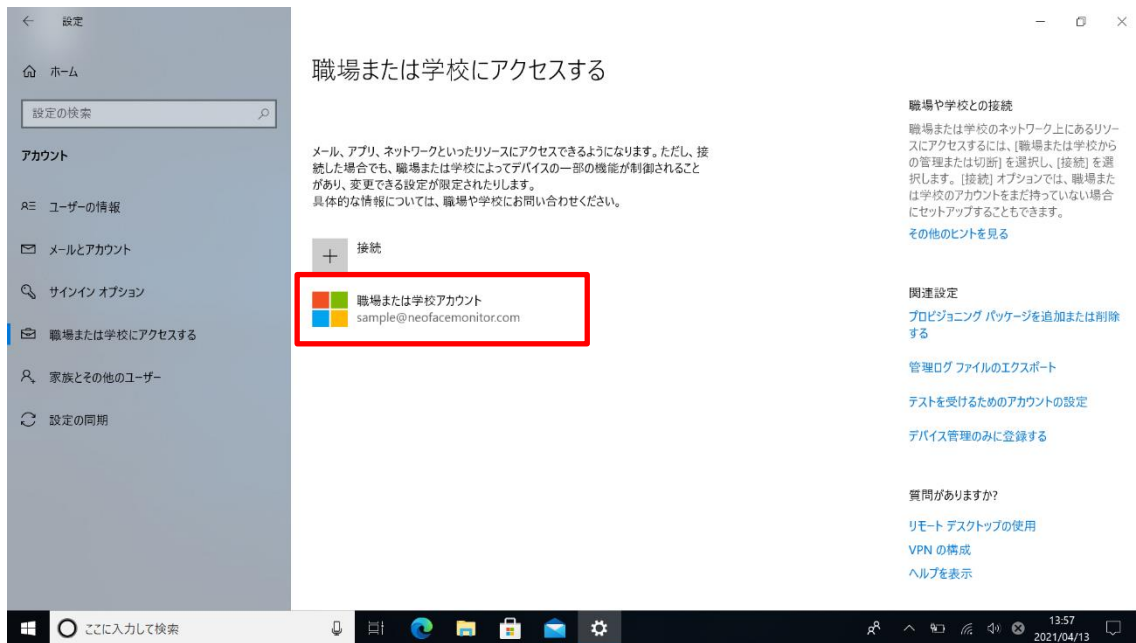 設定
ホーム
設定の検索
アカウント
ユーザーの情報
メールとアカウント
サインイン オプション
職場または学校にアクセスする
家族とその他のユーザー
設定の同期
職場または学校にアクセスする
メール、アプリ、ネットワークといったリソースにアクセスできるようになります。ただし、接
続した場合でも、職場または学校によってデバイスの一部の機能が制御されること
があり、変更できる設定が限定されたりします。
具体的な情報については、職場や学校にお問い合わせください。
接続
職場または学校アカウント
sample@neofacemonitor.com
職場や学校との接続
職場または学校のネットワーク上にあるリソー
スにアクセスするには、[職場または学校から
の管理または切断] を選択し、[接続] を選
択します。[接続] オプションでは、職場また
は学校のアカウントをまだ持っていない場合
にセットアップすることもできます。
その他のヒントを見る
関連設定
プロビジョニング パッケージを追加または削除
する
管理ログ ファイルのエクスポート
テストを受けるためのアカウントの設定
デバイス管理のみに登録する
質問がありますか?
リモート デスクトップの使用
VPN の構成
ヘルプを表示
ここに入力して検索
13:57
2021/04/13